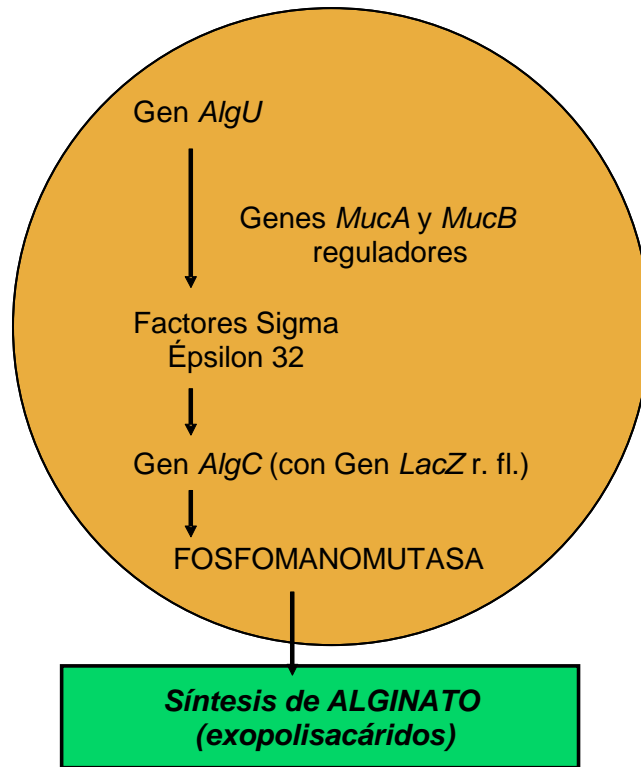 Gen AlgU
Genes MucA y MucB
reguladores
Factores Sigma
Épsilon 32
Gen AlgC (con Gen LacZ r. fl.)
FOSFOMANOMUTASA
Síntesis de ALGINATO
(exopolisacáridos)